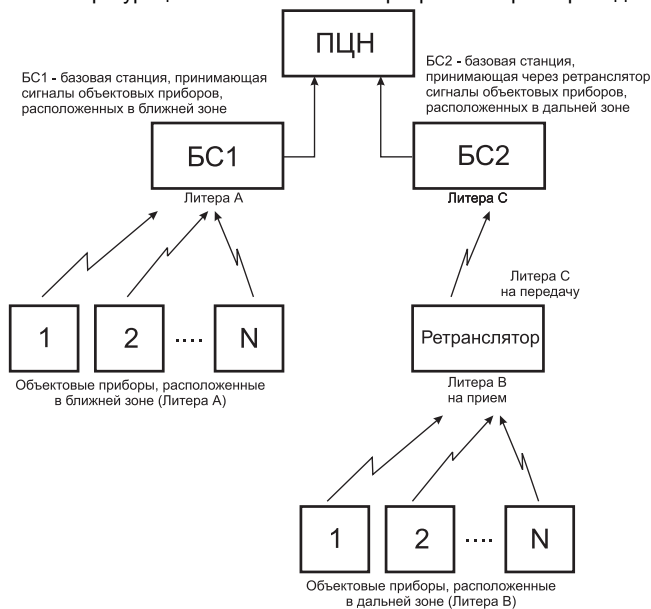 ПЦН
БС1 - базовая станция, принимающая
сигналы объектовых приборов,
расположенных в ближней зоне
БС2 - базовая станция,
принимающая через ретранслятор
сигналы объектовых приборов,
расположенных в дальней зоне
БС1
БС2
Литера А
Литера С
Литера С
на передачу
1
2
....
N
Ретранслятор
Объектовые приборы, расположенные
в ближней зоне (Литера А)
Литера В
на прием
1
2
....
N
Объектовые приборы, расположенные
в дальней зоне (Литера В)